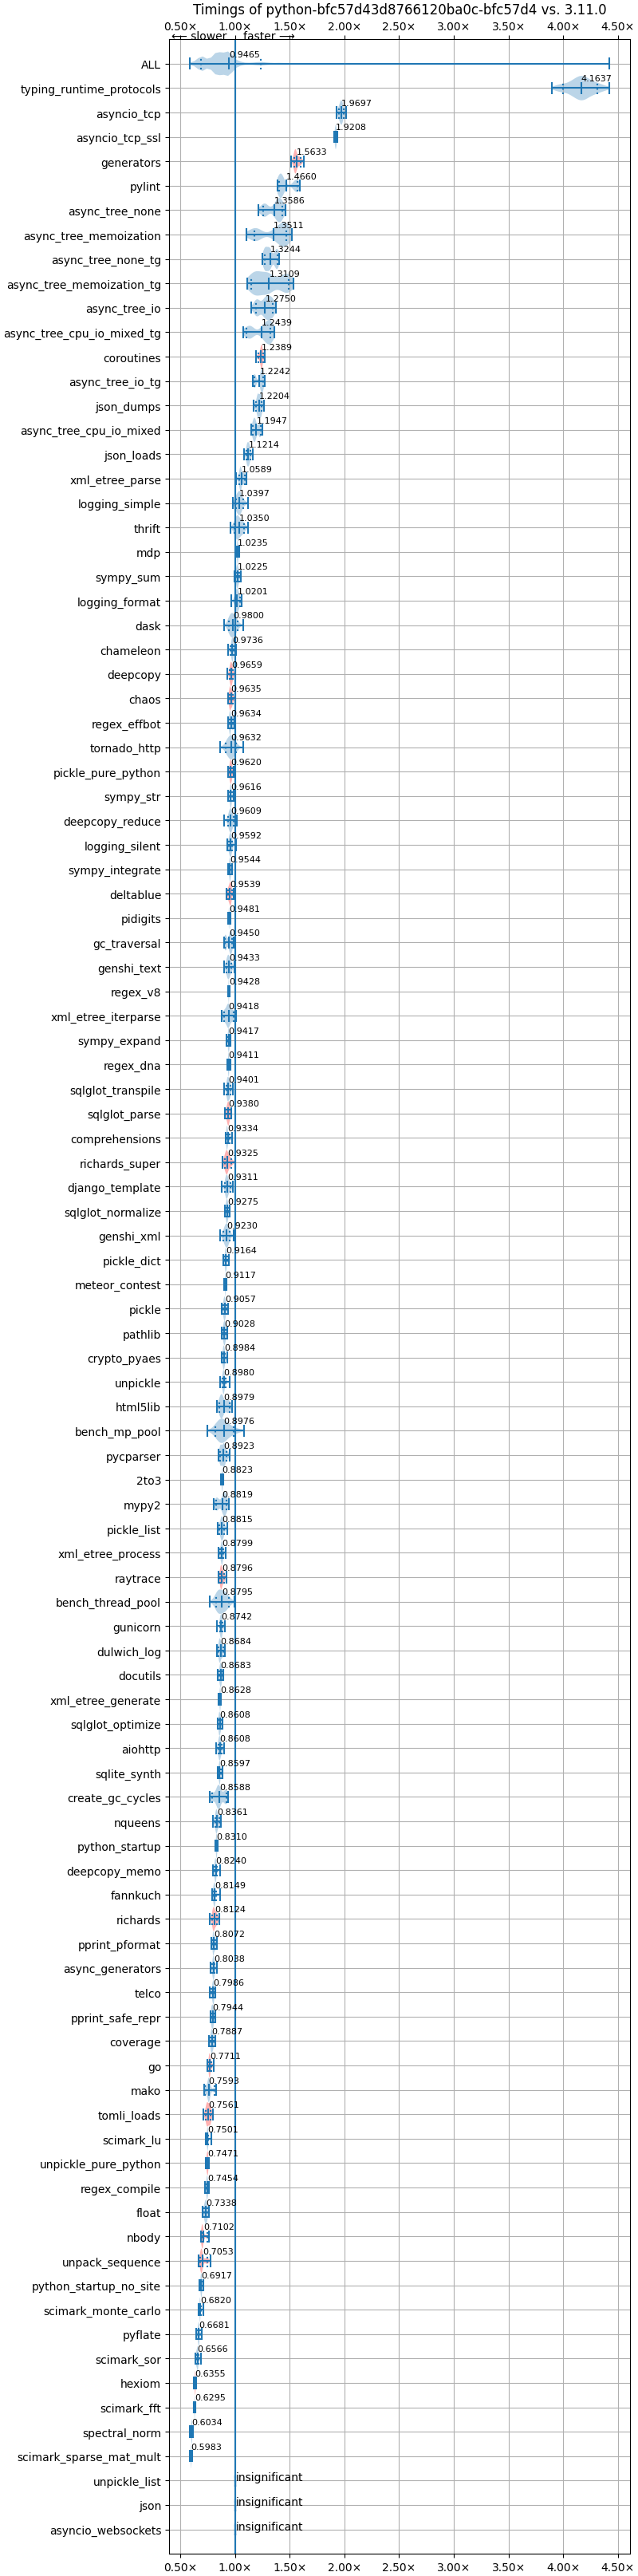 Timings of python-bfc57d43d8766120ba0c-bfc57d4 vs. 3.11.0
0.50× 1.00× 1.50× 2.00× 2.50× 3.00× 3.50× 4.00× 4.50×
⟵ slower faster ⟶
ALL 0.9465
typing_runtime_protocols 4.1637
asyncio_tcp 1.9697
asyncio_tcp_ssl 1.9208
generators 1.5633
pylint 1.4660
async_tree_none 1.3586
async_tree_memoization 1.3511
async_tree_none_tg 1.3244
async_tree_memoization_tg 1.3109
async_tree_io 1.2750
async_tree_cpu_io_mixed_tg 1.2439
coroutines 1.2389
async_tree_io_tg 1.2242
json_dumps 1.2204
async_tree_cpu_io_mixed 1.1947
json_loads 1.1214
xml_etree_parse 1.0589
logging_simple 1.0397
thrift 1.0350
mdp 1.0235
sympy_sum 1.0225
logging_format 1.0201
dask 0.9800
chameleon 0.9736
deepcopy 0.9659
chaos 0.9635
regex_effbot 0.9634
tornado_http 0.9632
pickle_pure_python 0.9620
sympy_str 0.9616
deepcopy_reduce 0.9609
logging_silent 0.9592
sympy_integrate 0.9544
deltablue 0.9539
pidigits 0.9481
gc_traversal 0.9450
genshi_text 0.9433
regex_v8 0.9428
xml_etree_iterparse 0.9418
sympy_expand 0.9417
regex_dna 0.9411
sqlglot_transpile 0.9401
sqlglot_parse 0.9380
comprehensions 0.9334
richards_super 0.9325
django_template 0.9311
sqlglot_normalize 0.9275
genshi_xml 0.9230
pickle_dict 0.9164
meteor_contest 0.9117
pickle 0.9057
pathlib 0.9028
crypto_pyaes 0.8984
unpickle 0.8980
html5lib 0.8979
bench_mp_pool 0.8976
pycparser 0.8923
2to3 0.8823
mypy2 0.8819
pickle_list 0.8815
xml_etree_process 0.8799
raytrace 0.8796
bench_thread_pool 0.8795
gunicorn 0.8742
dulwich_log 0.8684
docutils 0.8683
xml_etree_generate 0.8628
sqlglot_optimize 0.8608
aiohttp 0.8608
sqlite_synth 0.8597
create_gc_cycles 0.8588
nqueens 0.8361
python_startup 0.8310
deepcopy_memo 0.8240
fannkuch 0.8149
richards 0.8124
pprint_pformat 0.8072
async_generators 0.8038
telco 0.7986
pprint_safe_repr 0.7944
coverage 0.7887
go 0.7711
mako 0.7593
tomli_loads 0.7561
scimark_lu 0.7501
unpickle_pure_python 0.7471
regex_compile 0.7454
float 0.7338
nbody 0.7102
unpack_sequence 0.7053
python_startup_no_site 0.6917
scimark_monte_carlo 0.6820
pyflate 0.6681
scimark_sor 0.6566
hexiom 0.6355
scimark_fft 0.6295
spectral_norm 0.6034
scimark_sparse_mat_mult 0.5983
unpickle_list insignificant
json insignificant
asyncio_websockets insignificant
0.50× 1.00× 1.50× 2.00× 2.50× 3.00× 3.50× 4.00× 4.50×